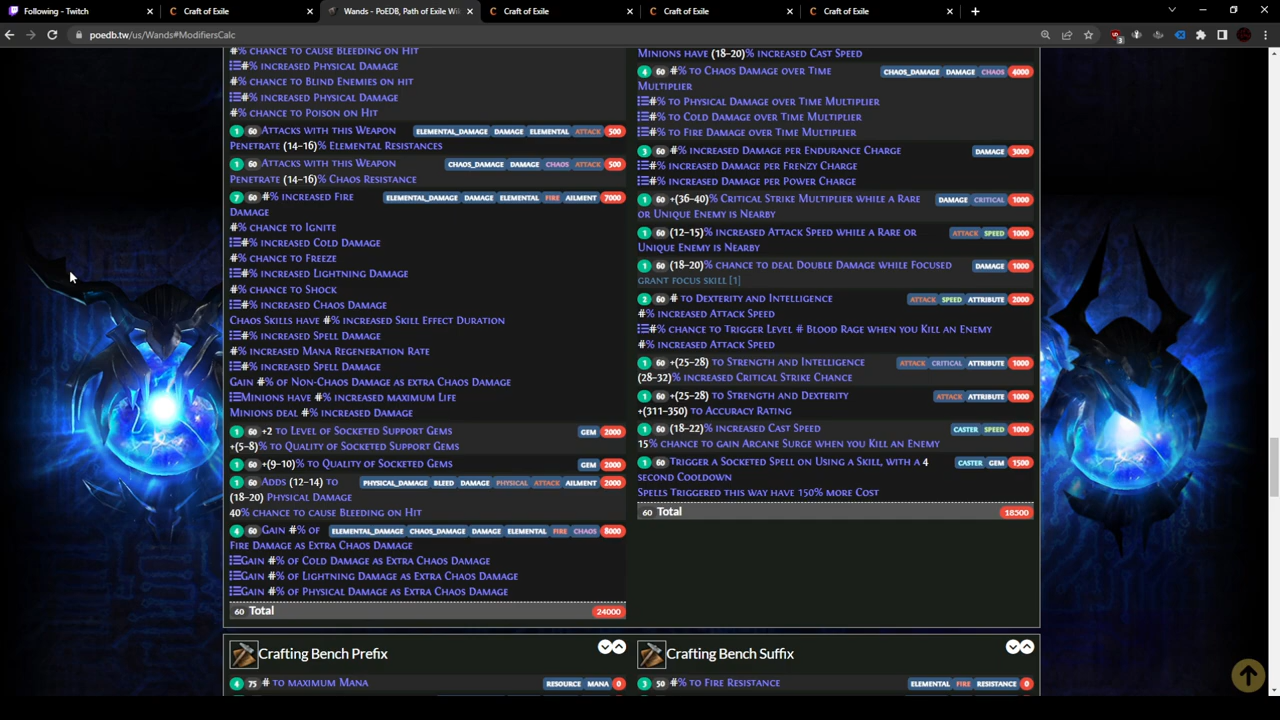 Following - Twitch
Craft of Exile
Wands - PoEDB, Path of Exile Wi
Craft of Exile
Craft of Exile
Craft of Exile
poedb.tw/us/Wands#ModifiersCalc
#% chance to cause Bleeding on Hit
#% increased Physical Damage
#% chance to Blind Enemies on hit
#% increased Physical Damage
#% chance to Poison on Hit
1 60 Attacks with this Weapon ELEMENTAL_DAMAGE DAMAGE ELEMENTAL ATTACK 500
Penetrate (14–16)% Elemental Resistances
1 60 Attacks with this Weapon CHAOS_DAMAGE DAMAGE CHAOS ATTACK 500
Penetrate (14–16)% Chaos Resistance
7 60 #% increased Fire ELEMENTAL_DAMAGE DAMAGE ELEMENTAL FIRE AILMENT 7000
Damage
#% chance to Ignite
#% increased Cold Damage
#% chance to Freeze
#% increased Lightning Damage
#% chance to Shock
#% increased Chaos Damage
Chaos Skills have #% increased Skill Effect Duration
#% increased Spell Damage
#% increased Mana Regeneration Rate
#% increased Spell Damage
Gain #% of Non-Chaos Damage as extra Chaos Damage
Minions have #% increased maximum Life
Minions deal #% increased Damage
1 60 +2 to Level of Socketed Support Gems GEM 2000
+(5–8)% to Quality of Socketed Support Gems
1 60 +(9–10)% to Quality of Socketed Gems GEM 2000
1 60 Adds (12–14) to PHYSICAL_DAMAGE BLEED DAMAGE PHYSICAL ATTACK AILMENT 2000
(18–20) Physical Damage
40% chance to cause Bleeding on Hit
4 60 Gain #% of ELEMENTAL_DAMAGE CHAOS_DAMAGE DAMAGE ELEMENTAL FIRE CHAOS 8000
Fire Damage as Extra Chaos Damage
Gain #% of Cold Damage as Extra Chaos Damage
Gain #% of Lightning Damage as Extra Chaos Damage
Gain #% of Physical Damage as Extra Chaos Damage
60 Total 24000
Minions have (18–20)% increased Cast Speed
4 60 #% to Chaos Damage over Time CHAOS_DAMAGE DAMAGE CHAOS 4000
Multiplier
#% to Physical Damage over Time Multiplier
#% to Cold Damage over Time Multiplier
#% to Fire Damage over Time Multiplier
3 60 #% increased Damage per Endurance Charge DAMAGE 3000
#% increased Damage per Frenzy Charge
#% increased Damage per Power Charge
1 60 +(36–40)% Critical Strike Multiplier while a Rare DAMAGE CRITICAL 1000
or Unique Enemy is Nearby
1 60 (12–15)% increased Attack Speed while a Rare or ATTACK SPEED 1000
Unique Enemy is Nearby
1 60 (18–20)% chance to deal Double Damage while Focused DAMAGE 1000
grant focus skill [1]
2 60 # to Dexterity and Intelligence ATTACK SPEED ATTRIBUTE 2000
#% increased Attack Speed
#% chance to Trigger Level # Blood Rage when you Kill an Enemy
#% increased Attack Speed
1 60 +(25–28) to Strength and Intelligence ATTACK CRITICAL ATTRIBUTE 1000
(28–32)% increased Critical Strike Chance
1 60 +(25–28) to Strength and Dexterity ATTACK ATTRIBUTE 1000
+(311–350) to Accuracy Rating
1 60 (18–22)% increased Cast Speed CASTER SPEED 1000
15% chance to gain Arcane Surge when you Kill an Enemy
1 60 Trigger a Socketed Spell on Using a Skill, with a 4 CASTER GEM 1500
second Cooldown
Spells Triggered this way have 150% more Cost
60 Total 18500
Crafting Bench Prefix
4 75 # to maximum Mana RESOURCE MANA 0
Crafting Bench Suffix
3 50 #% to Fire Resistance ELEMENTAL FIRE RESISTANCE 0